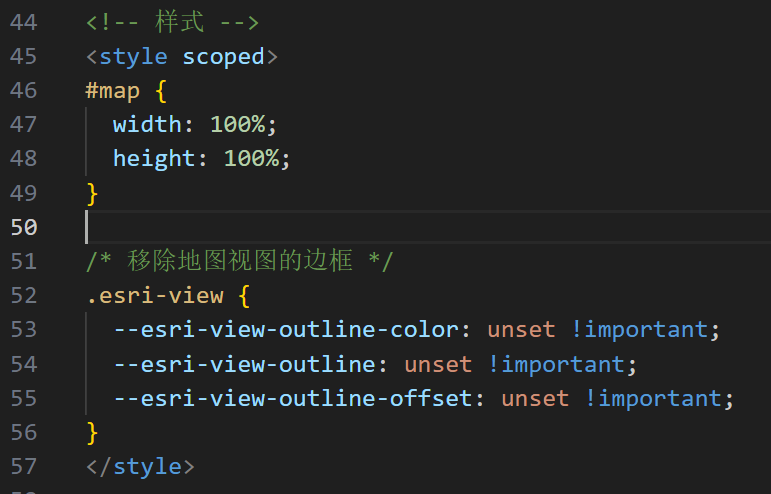 44 <!-- 样式 -->
45 <style scoped>
46 #map {
47 width: 100%;
48 height: 100%;
49 }
50
51 /* 移除地图视图的边框 */
52 .esri-view {
53 --esri-view-outline-color: unset !important;
54 --esri-view-outline: unset !important;
55 --esri-view-outline-offset: unset !important;
56 }
57 </style>